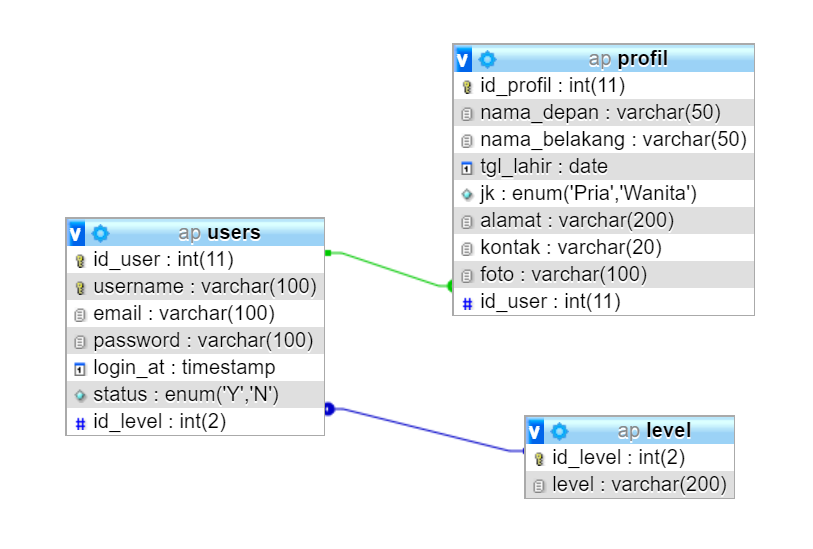 v ap profil
id_profil : int(11)
nama_depan : varchar(50)
nama_belakang : varchar(50)
tgl_lahir : date
jk : enum('Pria','Wanita')
alamat : varchar(200)
kontak : varchar(20)
foto : varchar(100)
# id_user : int(11)
v ap users
id_user : int(11)
username : varchar(100)
email : varchar(100)
password : varchar(100)
login_at : timestamp
status : enum('Y','N')
# id_level : int(2)
v ap level
id_level : int(2)
level : varchar(200)